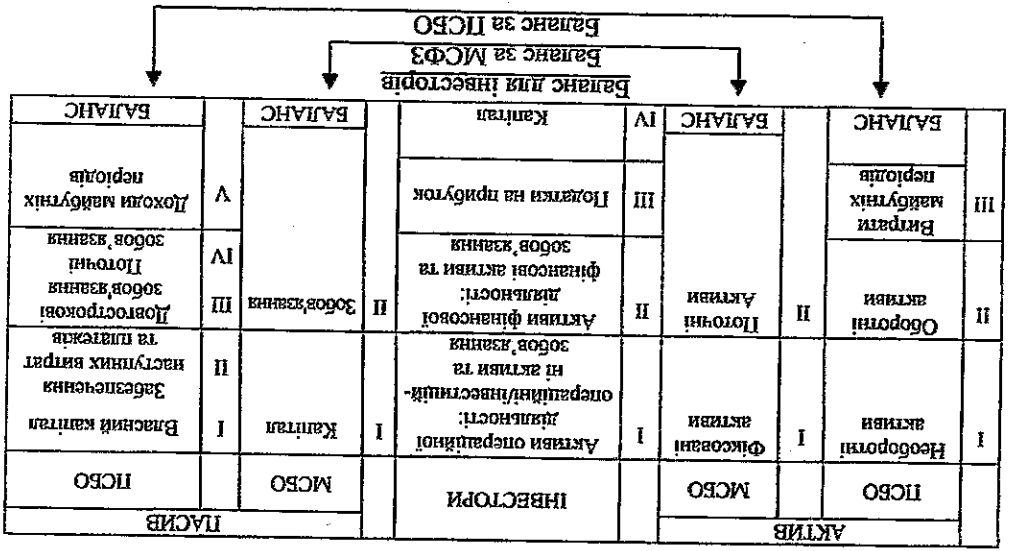 АКТИВ
ПАСИВ
ПСБО
МСБО
ІНВЕСТОРИ
МСБО
ПСБО
I
Необоротні
активи
I
Фіксовані
активи
I
Активи операційної
діяльності:
операційні/інвестицій-
ні активи та
зобов'язання
I
Капітал
I
Власний капітал
II
Забезпечення
наступних витрат
та платежів
II
Оборотні
активи
II
Поточні
Активи
II
Активи фінансової
діяльності:
фінансові активи та
зобов'язання
II
Зобов'язання
III
Довгострокові
зобов'язання
IV
Поточні
зобов'язання
III
Витрати
майбутніх
періодів
III
Податки на прибуток
V
Доходи майбутніх
періодів
БАЛАНС
БАЛАНС
IV
Капітал
БАЛАНС
БАЛАНС
Баланс для інвесторів
Баланс за МСФЗ
Баланс за ПСБО